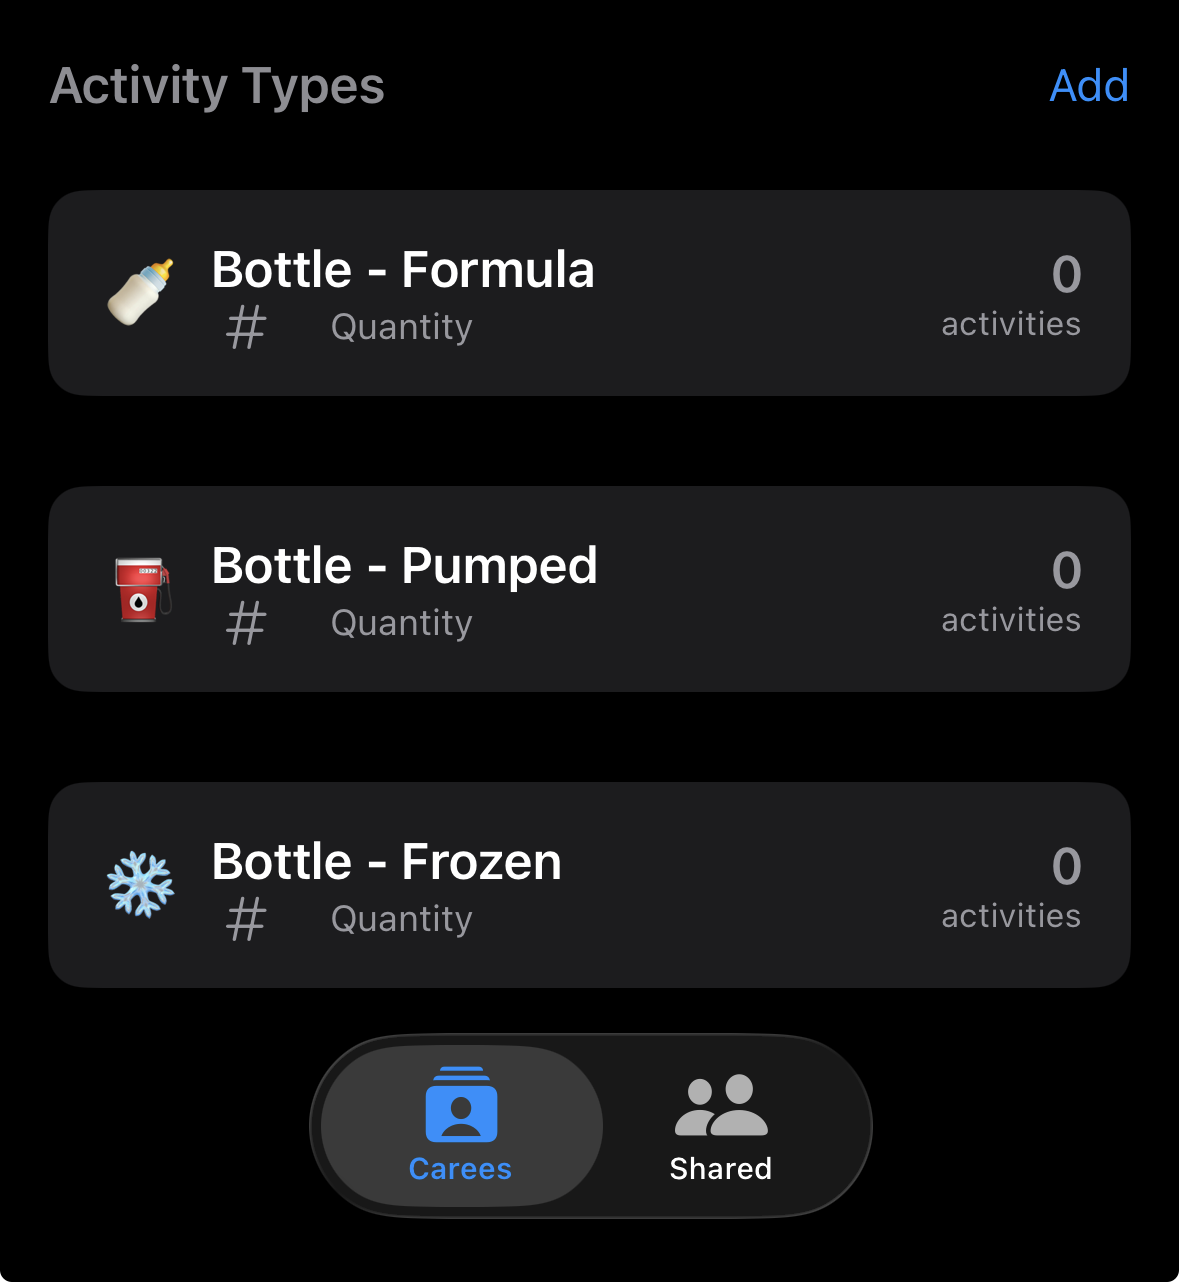 Activity Types
Add
Bottle - Formula
# Quantity
0
activities
Bottle - Pumped
# Quantity
0
activities
Bottle - Frozen
# Quantity
0
activities
Carees
Shared